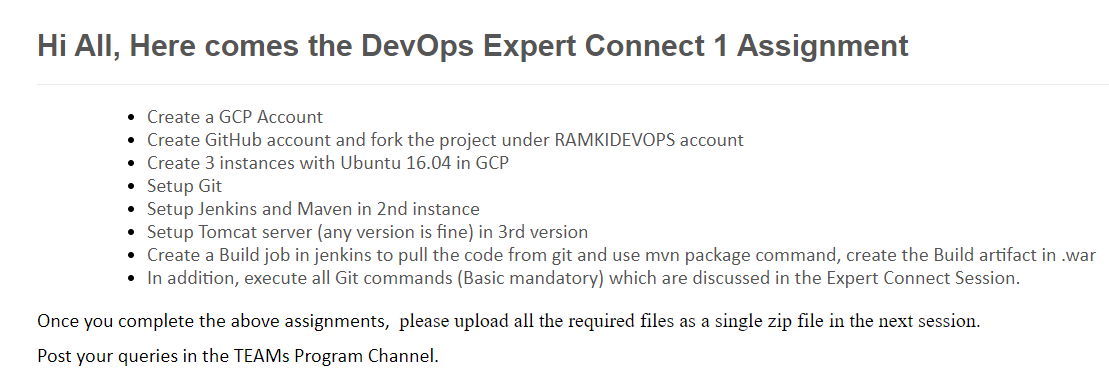 Hi All, Here comes the DevOps Expert Connect 1 Assignment
• Create a GCP Account
• Create GitHub account and fork the project under RAMKIDEVOPS account
• Create 3 instances with Ubuntu 16.04 in GCP
• Setup Git
• Setup Jenkins and Maven in 2nd instance
• Setup Tomcat server (any version is fine) in 3rd version
• Create a Build job in jenkins to pull the code from git and use mvn package command, create the Build artifact in .war
• In addition, execute all Git commands (Basic mandatory) which are discussed in the Expert Connect Session.
Once you complete the above assignments,  please upload all the required files as a single zip file in the next session.
Post your queries in the TEAMs Program Channel.